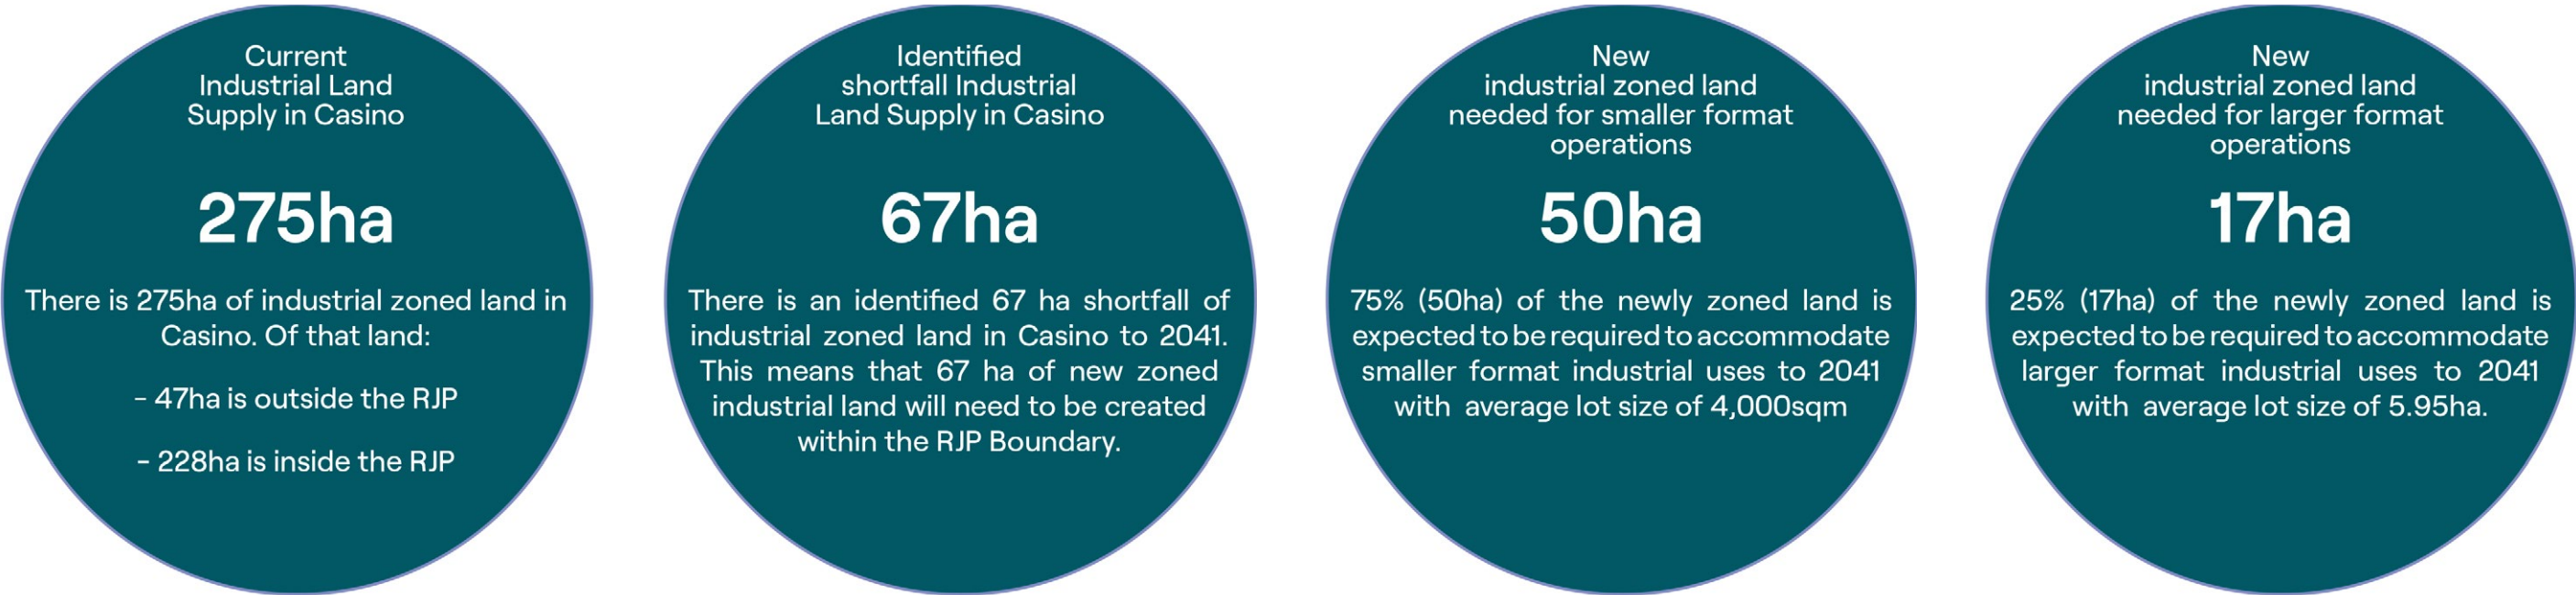 Current
Industrial Land
Supply in Casino
275ha
There is 275ha of industrial zoned land in
Casino. Of that land:
- 47ha is outside the RJP
- 228ha is inside the RJP
Identified
shortfall Industrial
Land Supply in Casino
67ha
There is an identified 67 ha shortfall of
industrial zoned land in Casino to 2041.
This means that 67 ha of new zoned
industrial land will need to be created
within the RJP Boundary.
New
industrial zoned land
needed for smaller format
operations
50ha
75% (50ha) of the newly zoned land is
expected to be required to accommodate
smaller format industrial uses to 2041
with average lot size of 4,000sqm
New
industrial zoned land
needed for larger format
operations
17ha
25% (17ha) of the newly zoned land is
expected to be required to accommodate
larger format industrial uses to 2041
with average lot size of 5.95ha.